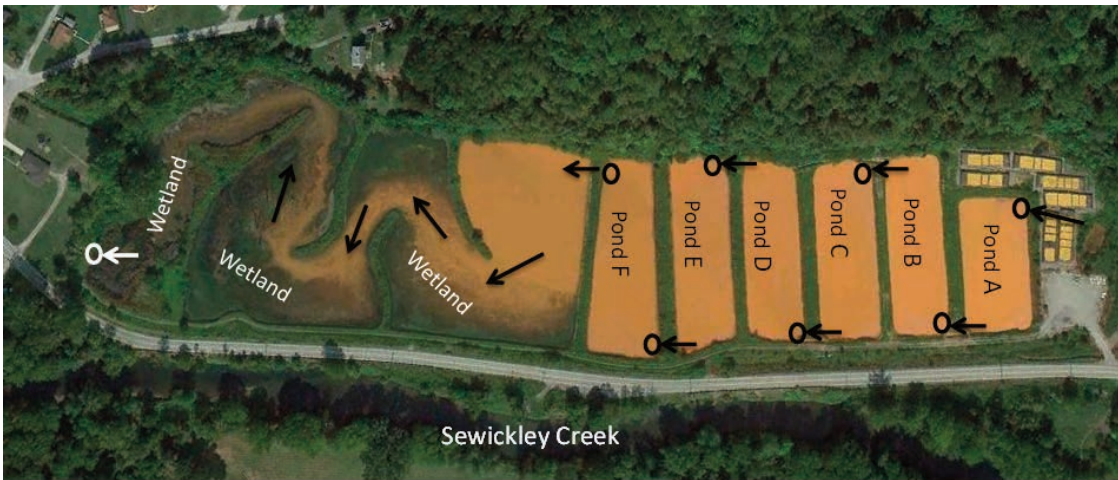 Wetland
Wetland
Wetland
Pond F
Pond E
Pond D
Pond C
Pond B
Pond A
Sewickley Creek